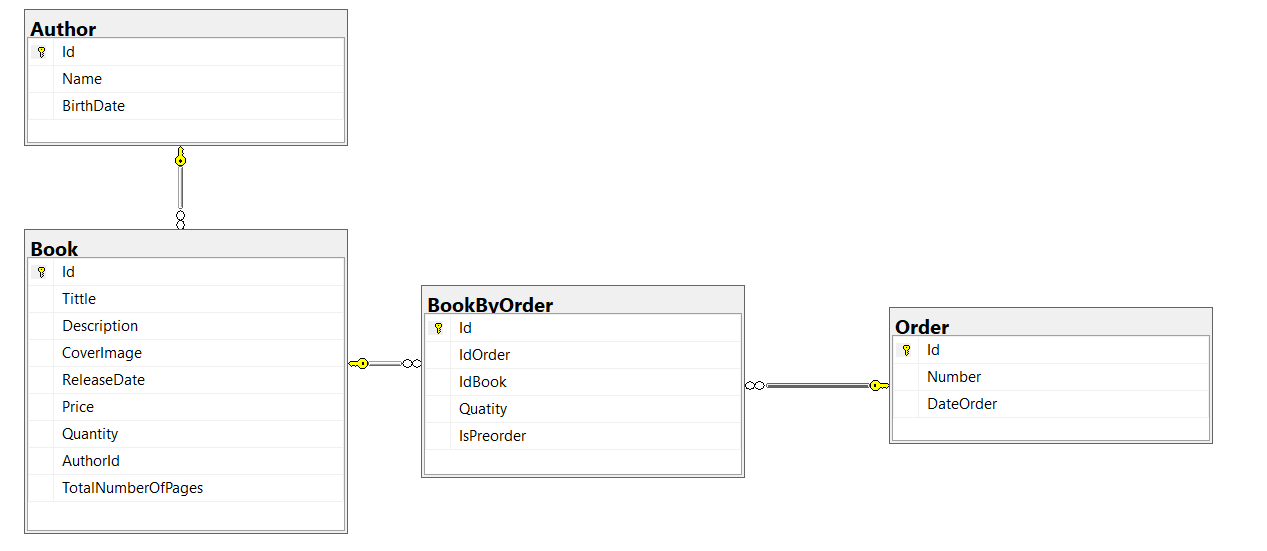 Author
Id
Name
BirthDate
Book
Id
Tittle
Description
CoverImage
ReleaseDate
Price
Quantity
AuthorId
TotalNumberOfPages
BookByOrder
Id
IdOrder
IdBook
Quatity
IsPreorder
Order
Id
Number
DateOrder